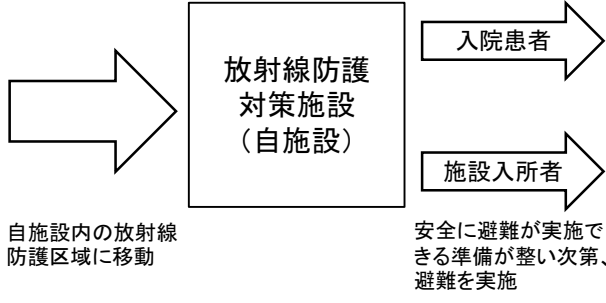 放射線防護
対策施設
（自施設）
入院患者
施設入所者
自施設内の放射線
防護区域に移動
安全に避難が実施で
きる準備が整い次第、
避難を実施